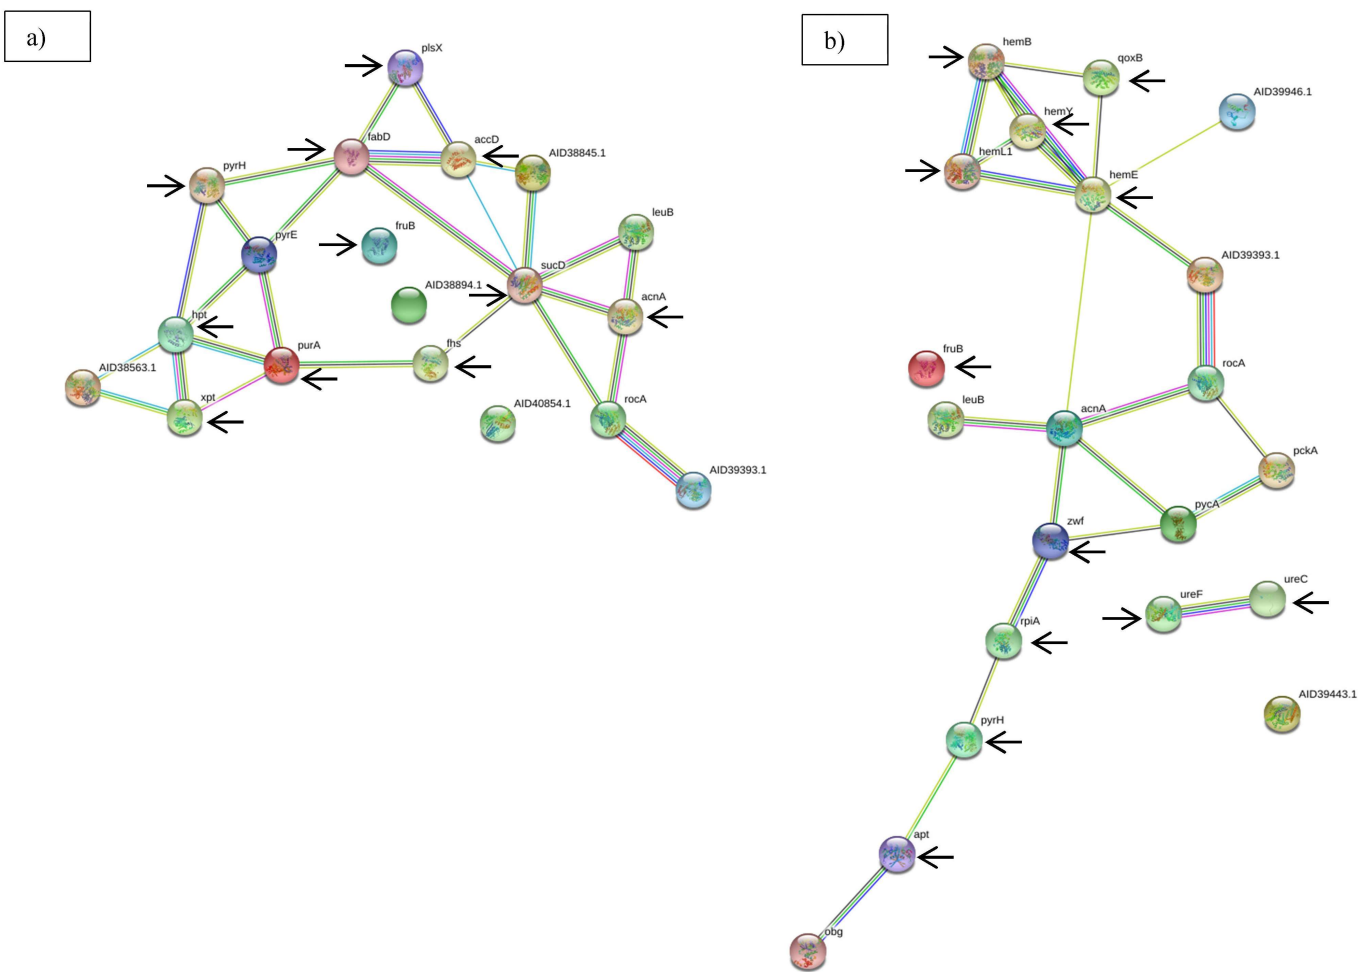 a)
plsX
fabD
accD
AID38845.1
pyrH
leuB
pyrE
fruB
sucD
AID38894.1
acnA
hpt
purA
fhs
AID38563.1
xpt
AID40854.1
rocA
AID39393.1
b)
hemB
qoxB
AID39946.1
hemY
hemL1
hemE
AID39393.1
fruB
rocA
leuB
acnA
pckA
pycA
zwf
ureC
ureF
rpiA
AID39443.1
pyrH
apt
obg